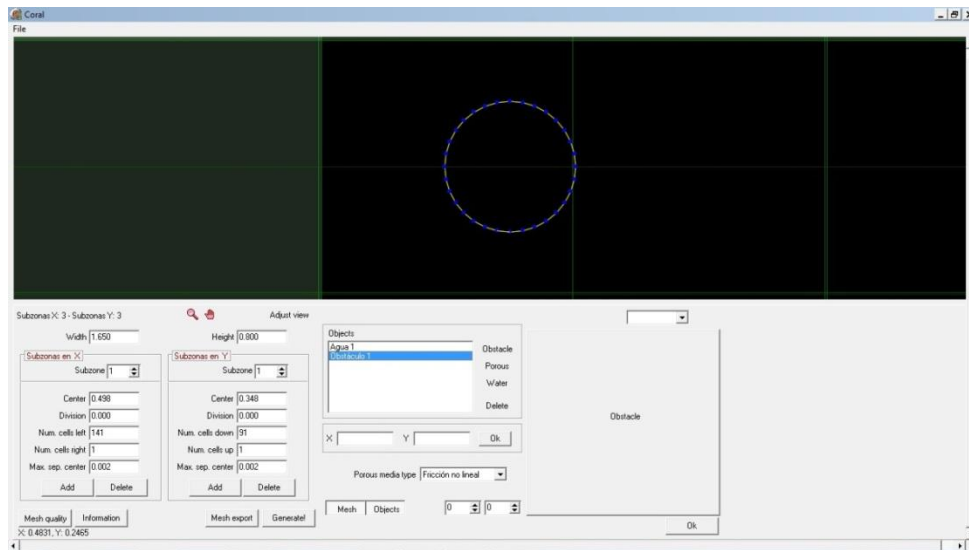 Coral
File
Subzonas X: 3 - Subzonas Y: 3
Adjust view
Width 1.650
Height 0.800
Subzonas en X
Subzone 1
Center 0.498
Division 0.000
Num. cells left 141
Num. cells right 1
Max. sep. center 0.002
Add Delete
Subzonas en Y
Subzone 1
Center 0.348
Division 0.000
Num. cells down 91
Num. cells up 1
Max. sep. center 0.002
Add Delete
Mesh quality Information
Mesh export Generate!
X: 0.4831, Y: 0.2465
Objects
Agua 1
Obstáculo 1
Obstacle
Porous
Water
Delete
X Y Ok
Porous media type Fricción no lineal
Mesh Objects 0 0
Obstacle
Ok